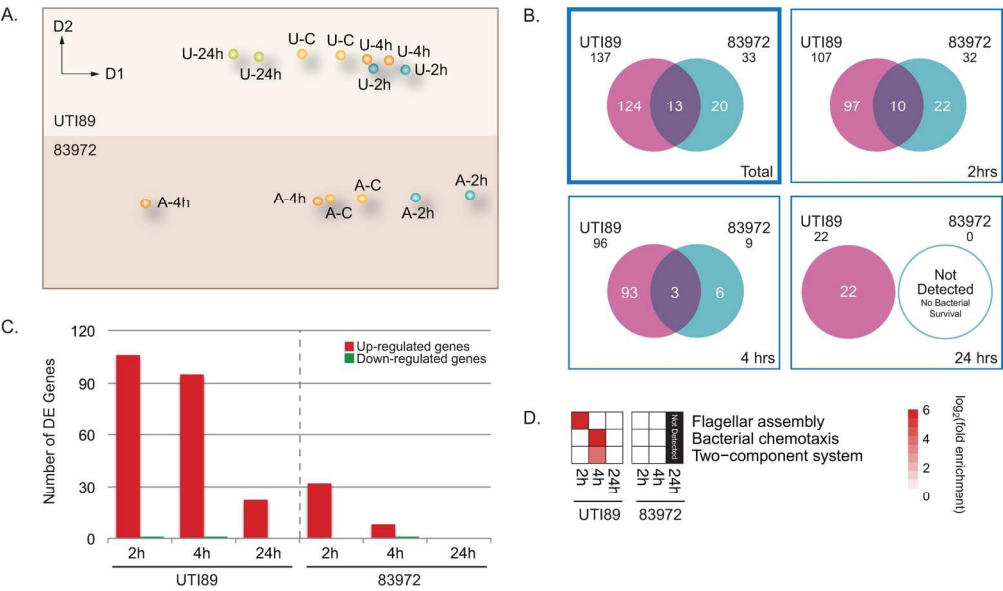 A.
D2
D1
U-24h
U-24h
U-C
U-C
U-4h
U-4h
U-2h
U-2h
UTI89
83972
A-4h
A-4h
A-C
A-C
A-2h
A-2h
B.
UTI89
137
83972
33
124
13
20
Total
UTI89
107
83972
32
97
10
22
2hrs
UTI89
96
83972
9
93
3
6
4 hrs
UTI89
22
83972
0
22
Not
Detected
No Bacterial
Survival
24 hrs
C.
Number of DE Genes
120
90
60
30
0
Up-regulated genes
Down-regulated genes
2h
4h
24h
2h
4h
24h
UTI89
83972
D.
Not Detected
Flagellar assembly
Bacterial chemotaxis
Two-component system
2h
4h
24h
2h
4h
24h
UTI89
83972
6
4
2
0
log2(fold enrichment)